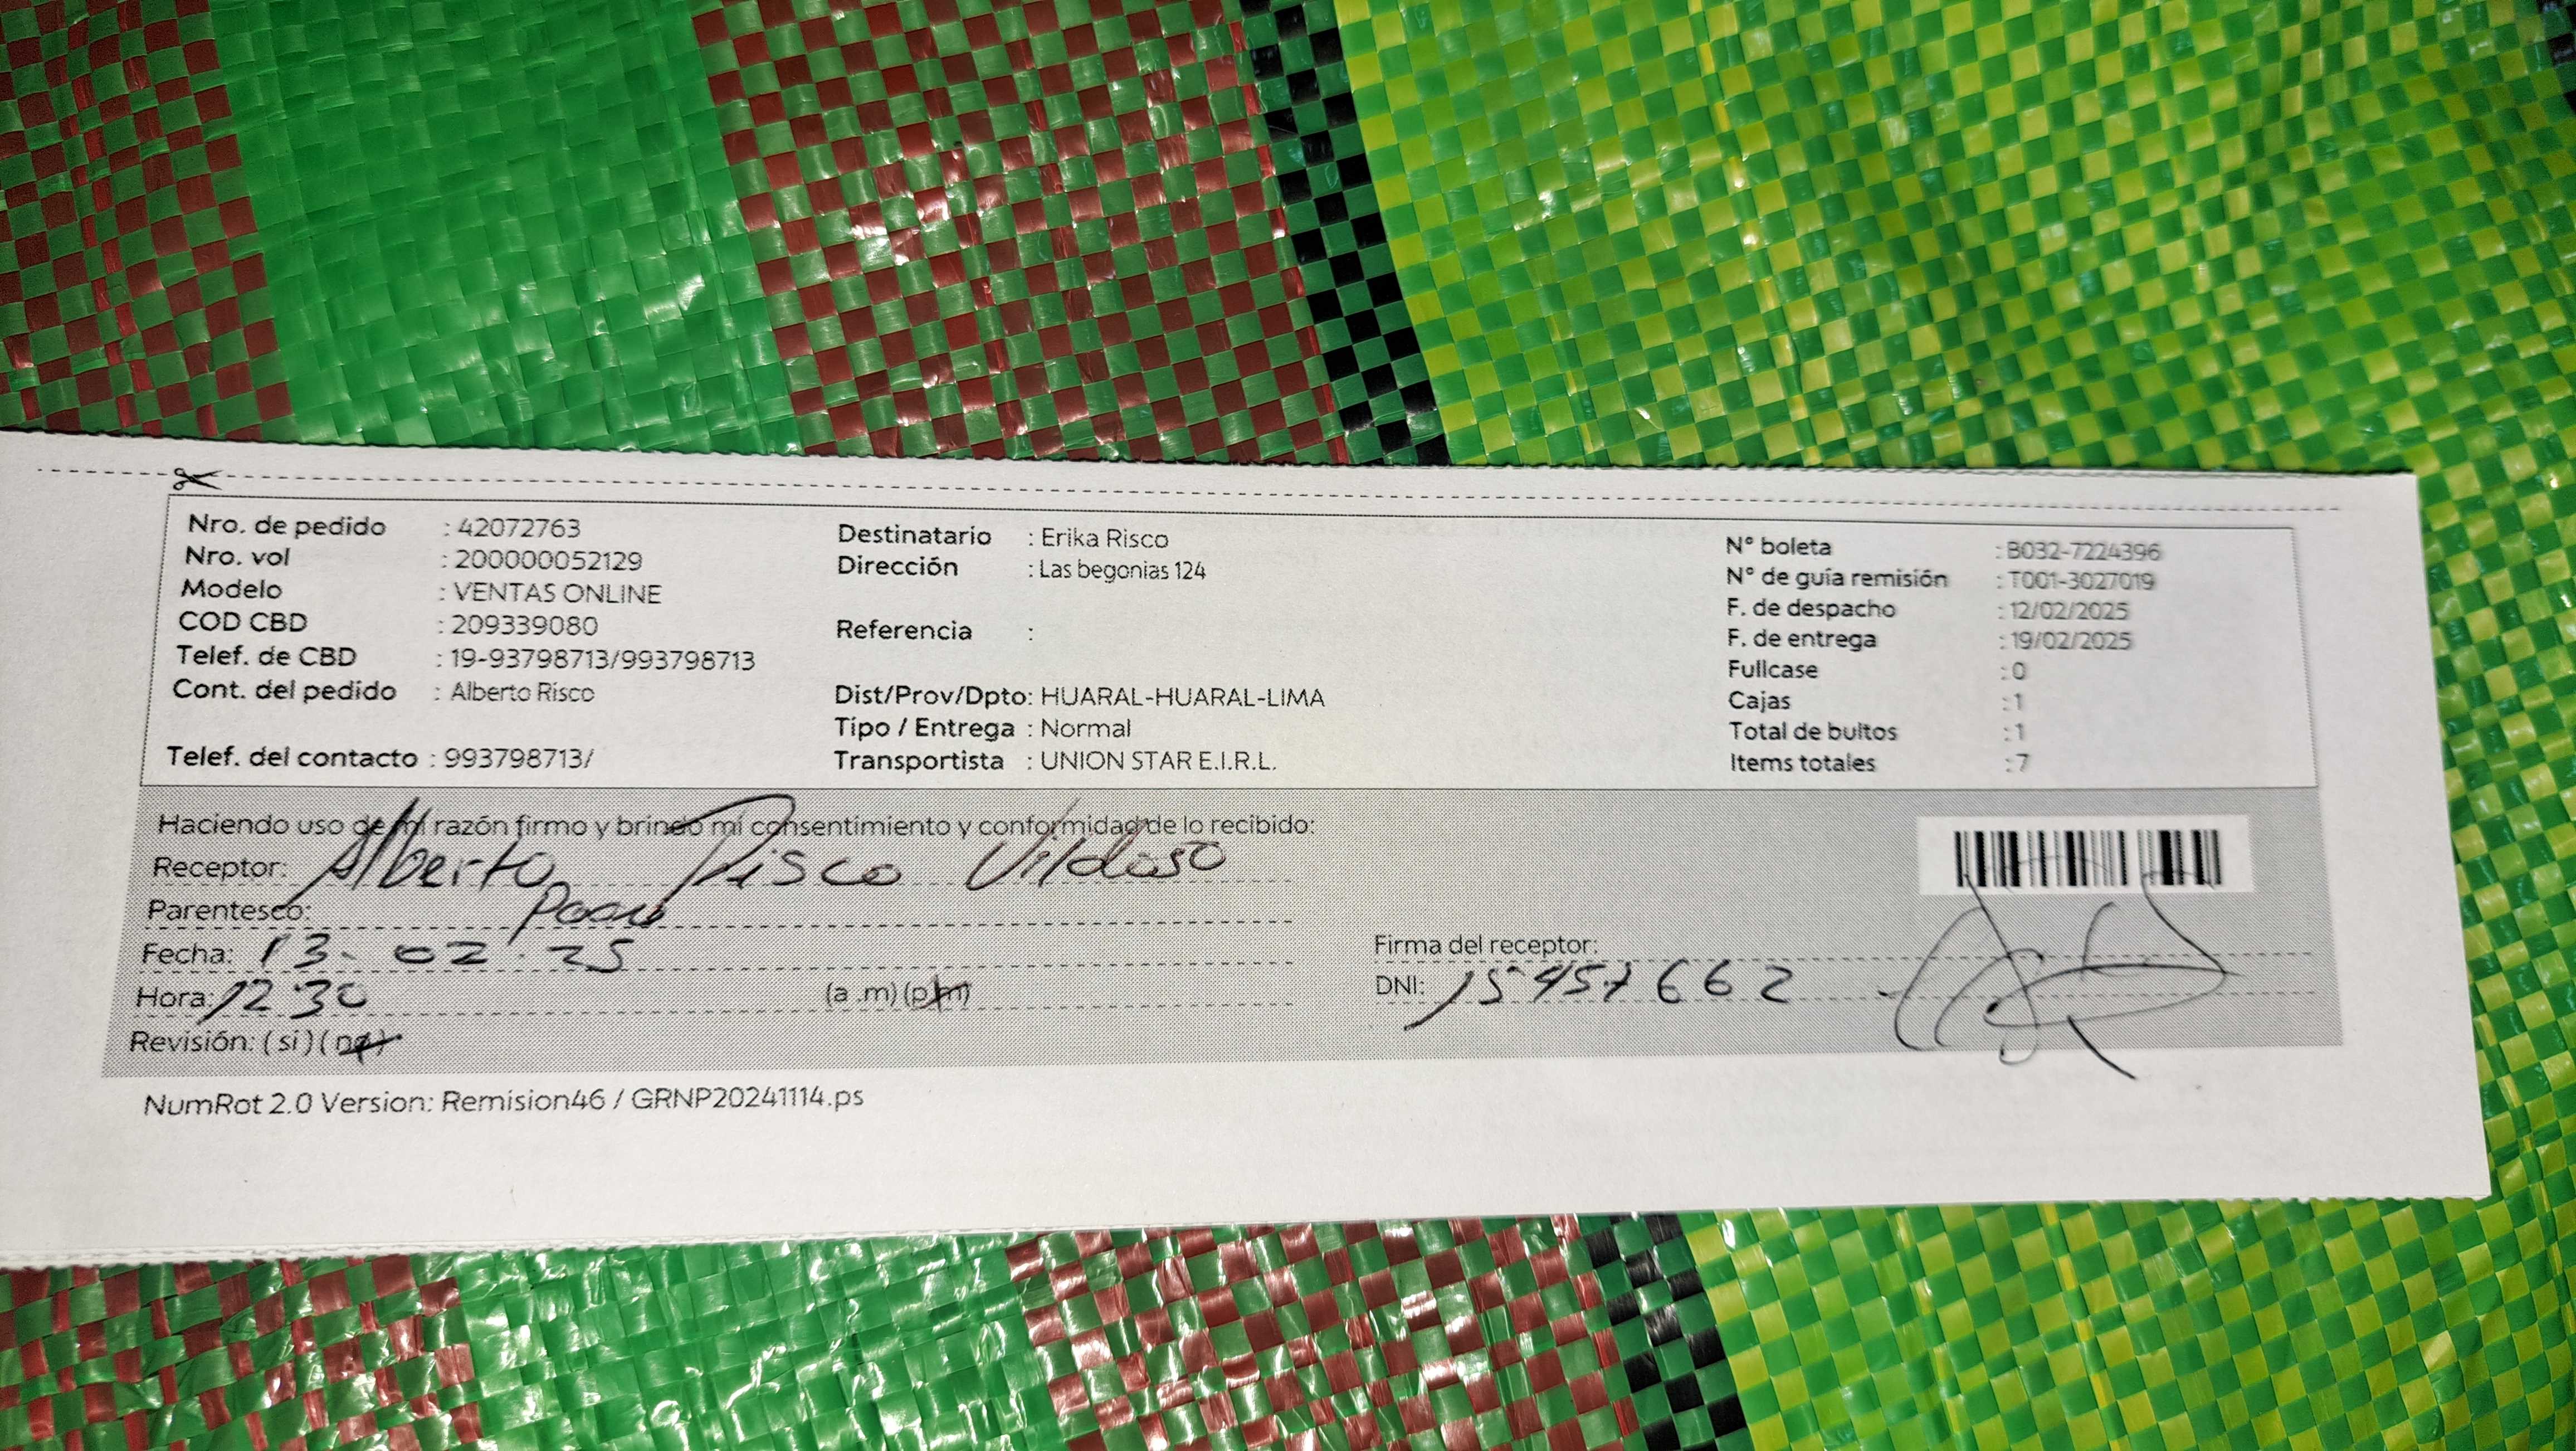 Nro. de pedido : 42072763
Nro. vol : 200000052129
Modelo : VENTAS ONLINE
COD CBD : 209339080
Telef. de CBD : 19-93798713/993798713
Cont. del pedido : Alberto Risco
Telef. del contacto : 993798713/
Destinatario : Erika Risco
Dirección : Las begonias 124
Referencia :
Dist/Prov/Dpto: HUARAL-HUARAL-LIMA
Tipo / Entrega : Normal
Transportista : UNION STAR E.I.R.L.
N° boleta : B032-7224396
N° de guía remisión : T001-3027019
F. de despacho : 12/02/2025
F. de entrega : 19/02/2025
Fullcase : 0
Cajas : 1
Total de bultos : 1
Items totales : 7
Haciendo uso de mi razón firmo y brindo mi consentimiento y conformidad de lo recibido:
Receptor: Alberto Risco Vildoso
Parentesco:
Fecha: 13-02.25
Hora: 12 30 (a .m) (p.m)
Revisión: ( si ) ( no )
Firma del receptor:
DNI: 15457662
NumRot 2.0 Version: Remision46 / GRNP20241114.ps